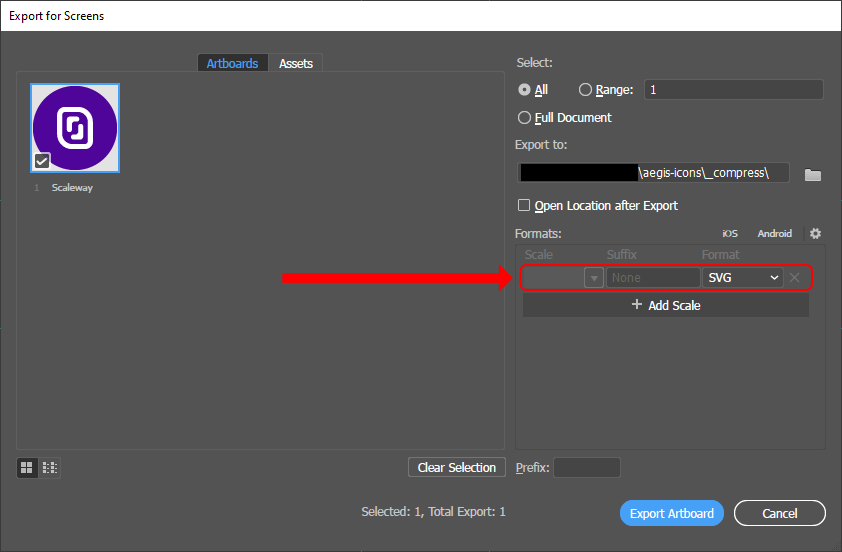 Export for Screens
Artboards Assets
1 Scaleway
Select:
All Range: 1
Full Document
Export to:
\aegis-icons\_compress\
Open Location after Export
Formats: iOS Android
Scale Suffix Format
None SVG
+ Add Scale
Clear Selection Prefix:
Selected: 1, Total Export: 1
Export Artboard Cancel